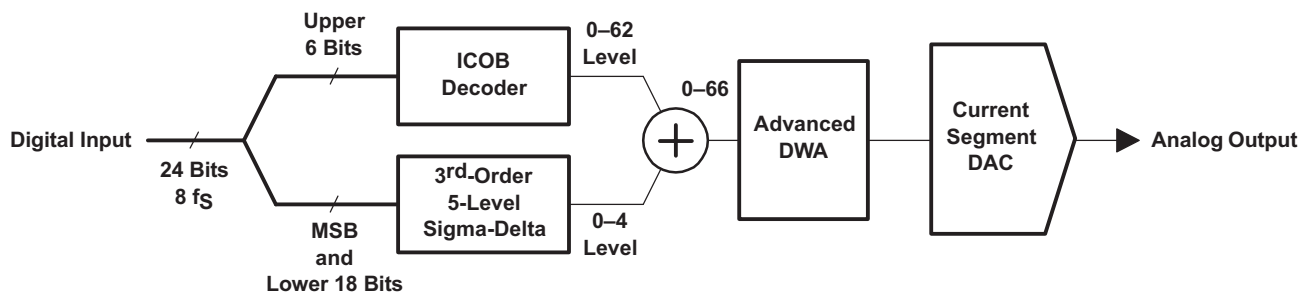 Digital Input
24 Bits
8 fS
Upper
6 Bits
ICOB
Decoder
0–62
Level
MSB
and
Lower 18 Bits
3rd-Order
5-Level
Sigma-Delta
0–4
Level
+
0–66
Advanced
DWA
Current
Segment
DAC
Analog Output